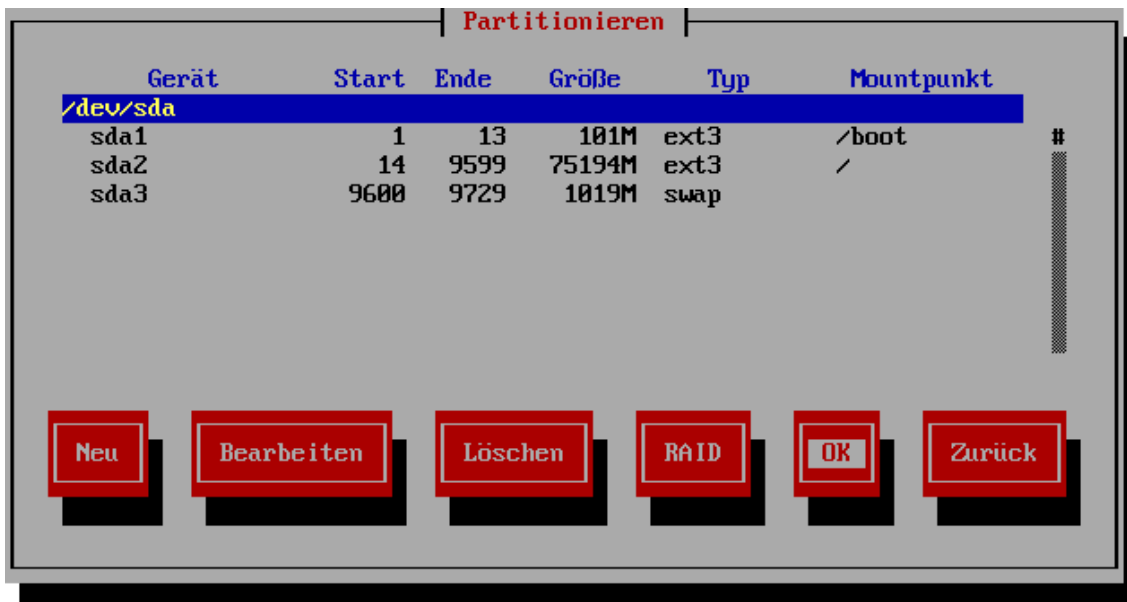 Partitionieren
Gerät Start Ende Größe Typ Mountpunkt
/dev/sda
sda1 1 13 101M ext3 /boot #
sda2 14 9599 75194M ext3 /
sda3 9600 9729 1019M swap
Neu Bearbeiten Löschen RAID OK Zurück